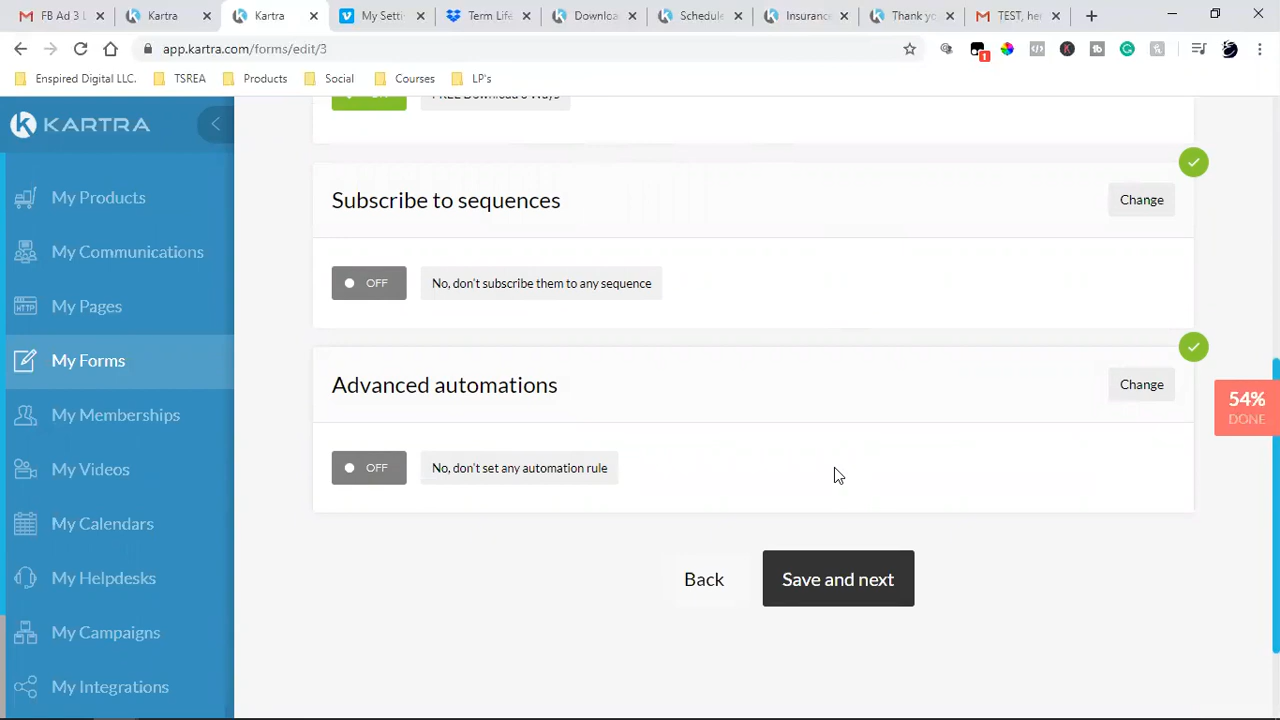 FB Ad 3 L
Kartra
Kartra
My Setti
Term Life
Downloa
Schedule
Insurance
Thank yo
TEST, he
app.kartra.com/forms/edit/3
1
Enspired Digital LLC.
TSREA
Products
Social
Courses
LP's
KARTRA
My Products
My Communications
My Pages
My Forms
My Memberships
My Videos
My Calendars
My Helpdesks
My Campaigns
My Integrations
Subscribe to sequences
Change
OFF
No, don't subscribe them to any sequence
Advanced automations
Change
OFF
No, don't set any automation rule
54%
DONE
Back
Save and next